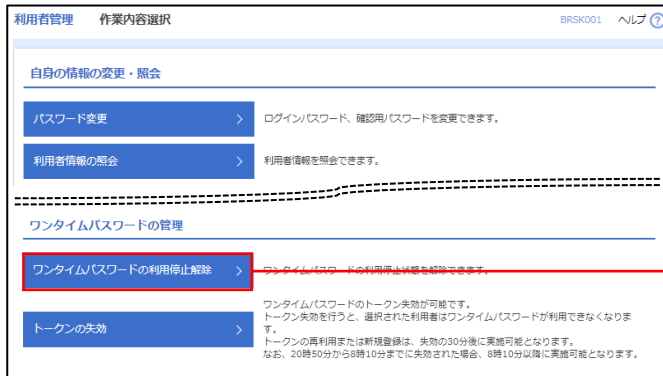 利用者管理 作業内容選択 BRSK001 ヘルプ ?
自身の情報の変更・照会
パスワード変更 ログインパスワード、確認用パスワードを変更できます。
利用者情報の照会 利用者情報を照会できます。
ワンタイムパスワードの管理
ワンタイムパスワードの利用停止解除 ワンタイムパスワードの利用停止状態を解除できます。
ワンタイムパスワードのトークン失効が可能です。
トークン失効を行うと、選択された利用者はワンタイムパスワードが利用できなくなりま
トークンの失効 す。
トークンの再利用または新規登録は、失効の30分後に実施可能となります。
なお、20時50分から8時10分までに失効された場合、8時10分以降に実施可能となります。